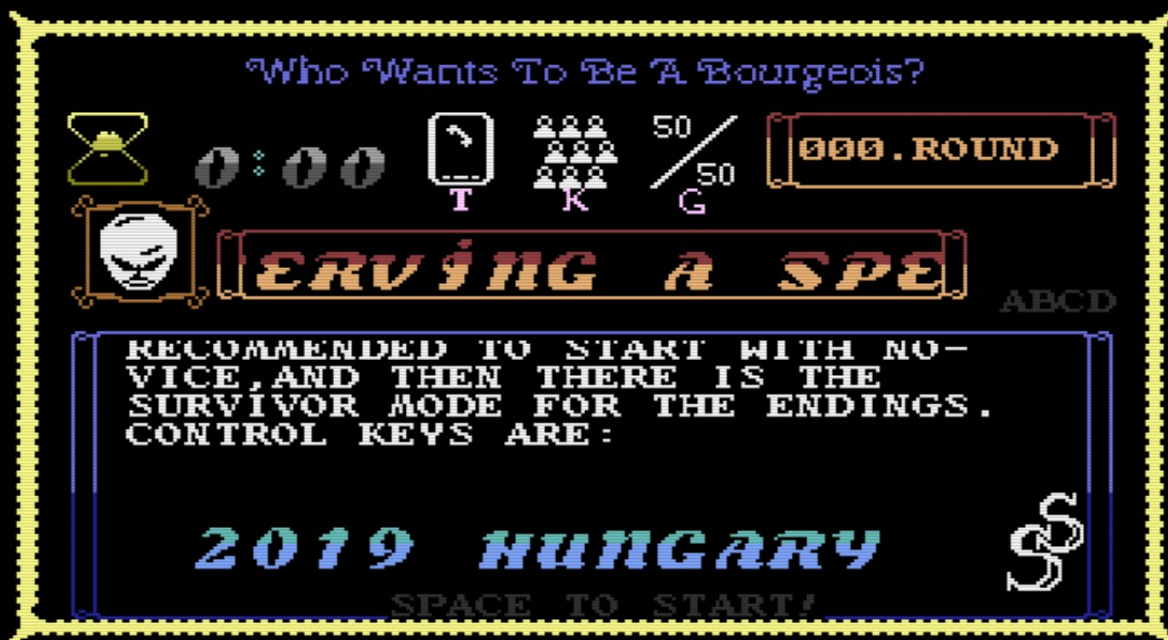 Who Wants To Be A Bourgeois?
0:00
50/50
000.ROUND
T K G
ERVING A SPE
ABCD
RECOMMENDED TO START WITH NO-
VICE,AND THEN THERE IS THE
SURVIVOR MODE FOR THE ENDINGS.
CONTROL KEYS ARE:
2019 HUNGARY
SS
SPACE TO START!